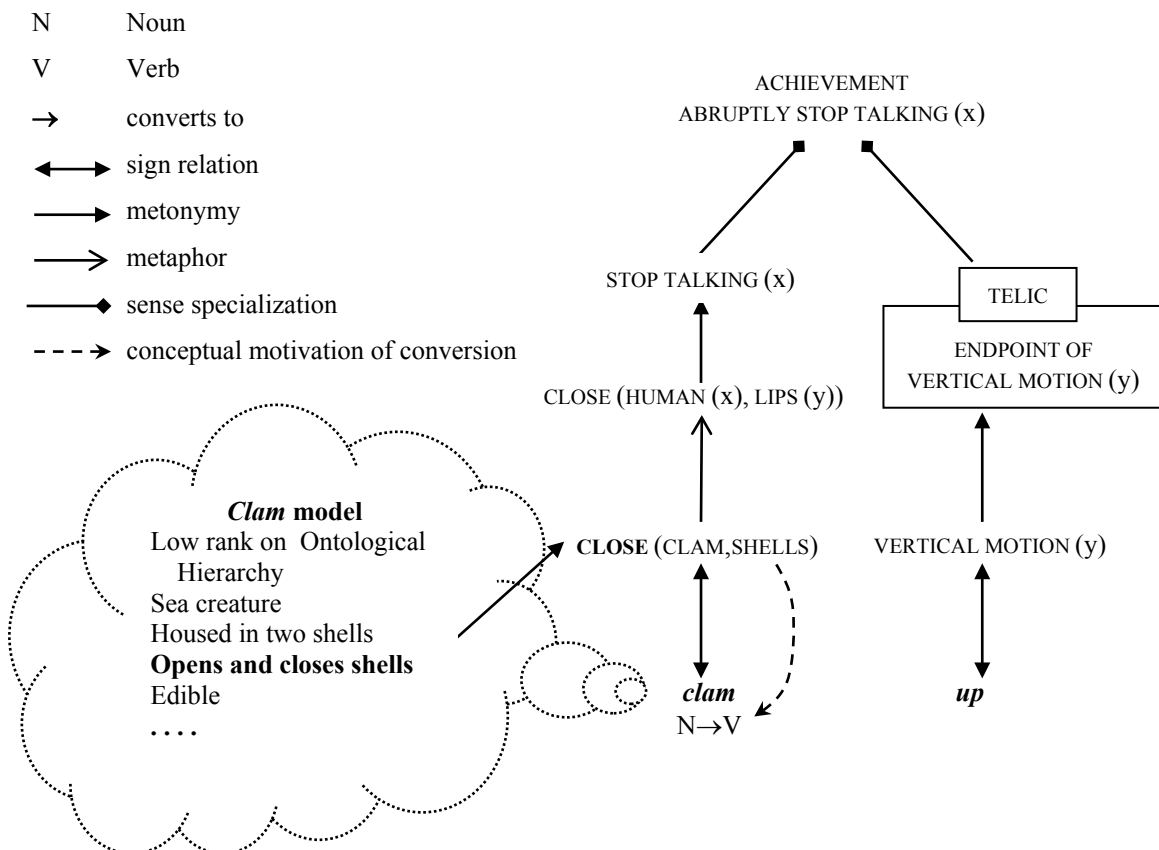 N Noun
V Verb
→ converts to
sign relation
metonymy
metaphor
sense specialization
conceptual motivation of conversion
ACHIEVEMENT
ABRUPTLY STOP TALKING (x)
STOP TALKING (x)
TELIC
ENDPOINT OF
VERTICAL MOTION (y)
CLOSE (HUMAN (x), LIPS (y))
Clam model
Low rank on Ontological
Hierarchy
Sea creature
Housed in two shells
Opens and closes shells
Edible
. . . .
CLOSE (CLAM,SHELLS)
VERTICAL MOTION (y)
clam
N→V
up